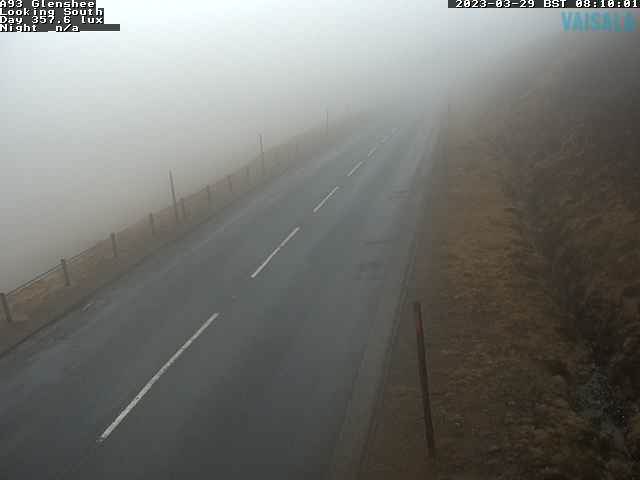 A93 Glenshee
Looking South
Day 357.6 lux
Night n/a
2023-03-29 BST 08:10:01
VAISALA